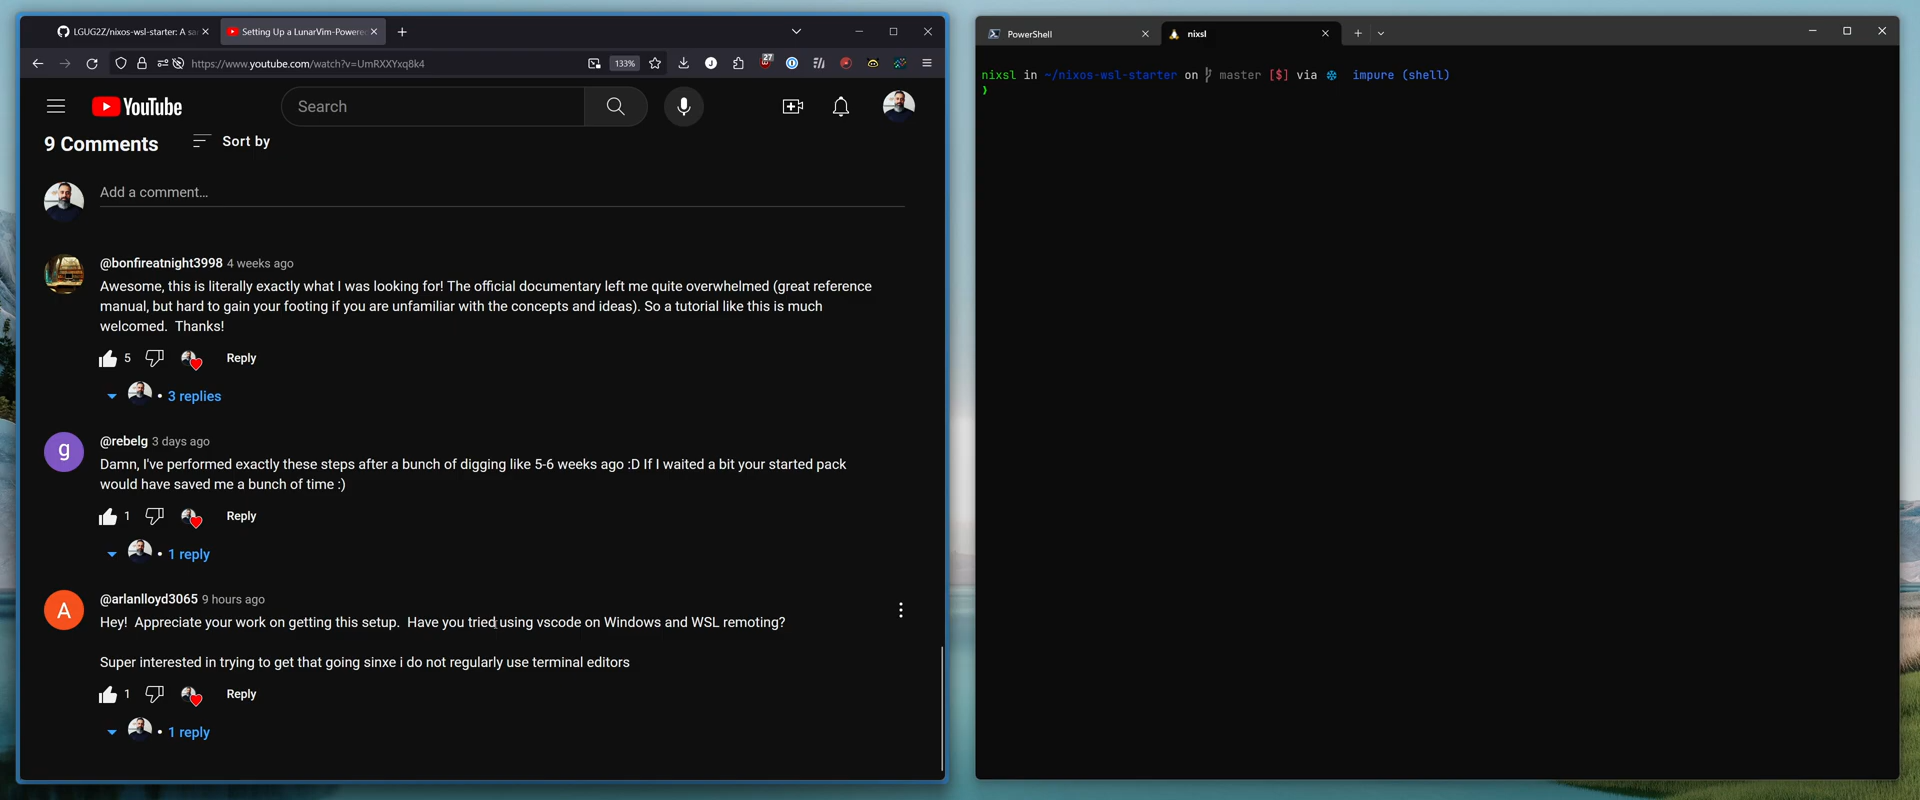 LGUG2Z/nixos-wsl-starter: A sa
Setting Up a LunarVim-Powere
https://www.youtube.com/watch?v=UmRXXYxq8k4
133%
27
YouTube
Search
9 Comments
Sort by
Add a comment...
@bonfireatnight3998 4 weeks ago
Awesome, this is literally exactly what I was looking for! The official documentary left me quite overwhelmed (great reference
manual, but hard to gain your footing if you are unfamiliar with the concepts and ideas). So a tutorial like this is much
welcomed. Thanks!
5
Reply
3 replies
g
@rebelg 3 days ago
Damn, I've performed exactly these steps after a bunch of digging like 5-6 weeks ago :D If I waited a bit your started pack
would have saved me a bunch of time :)
1
Reply
1 reply
A
@arlanlloyd3065 9 hours ago
Hey! Appreciate your work on getting this setup. Have you tried using vscode on Windows and WSL remoting?
Super interested in trying to get that going sinxe i do not regularly use terminal editors
1
Reply
1 reply
PowerShell
nixsl
nixsl in ~/nixos-wsl-starter on master [$] via impure (shell)
❯